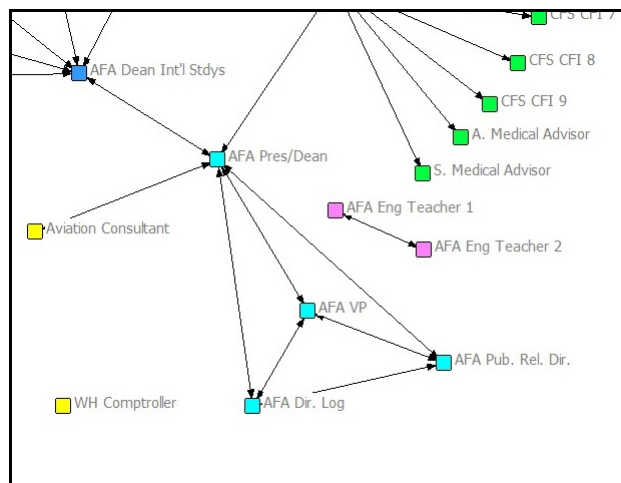 CFS CFI 7
CFS CFI 8
AFA Dean Int'l Stdys
CFS CFI 9
A. Medical Advisor
AFA Pres/Dean
S. Medical Advisor
AFA Eng Teacher 1
Aviation Consultant
AFA Eng Teacher 2
AFA VP
AFA Pub. Rel. Dir.
WH Comptroller
AFA Dir. Log